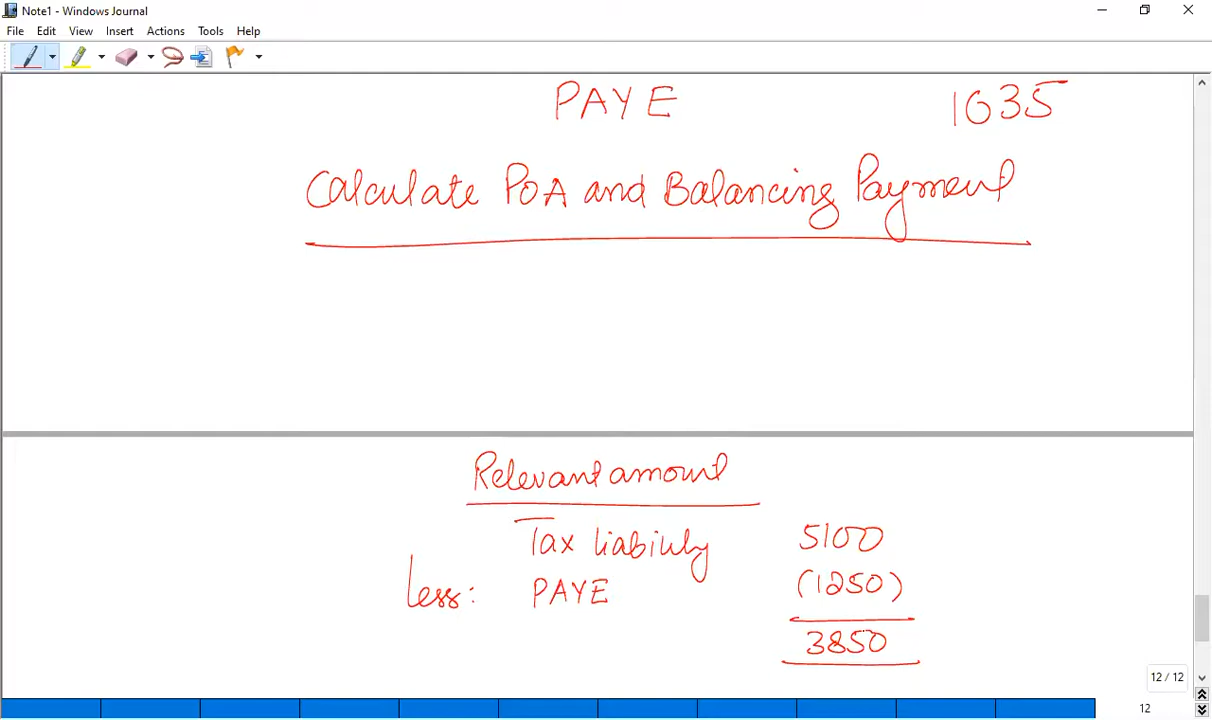 Note1 - Windows Journal
File Edit View Insert Actions Tools Help
PAYE 1635
Calculate POA and Balancing Payment
Relevant amount
Tax liability 5100
Less: PAYE (1250)
3850
12 / 12
12